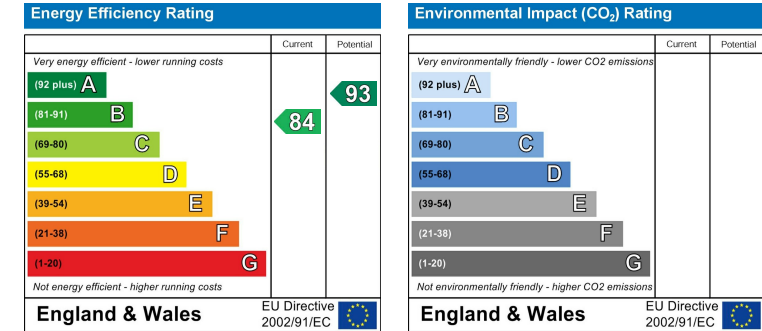 Energy Efficiency Rating
Current Potential
Very energy efficient - lower running costs
(92 plus) A
(81-91) B
(69-80) C
(55-68) D
(39-54) E
(21-38) F
(1-20) G
84
93
Not energy efficient - higher running costs
England & Wales
EU Directive
2002/91/EC
Environmental Impact (CO₂) Rating
Current Potential
Very environmentally friendly - lower CO2 emissions
(92 plus) A
(81-91) B
(69-80) C
(55-68) D
(39-54) E
(21-38) F
(1-20) G
Not environmentally friendly - higher CO2 emissions
England & Wales
EU Directive
2002/91/EC